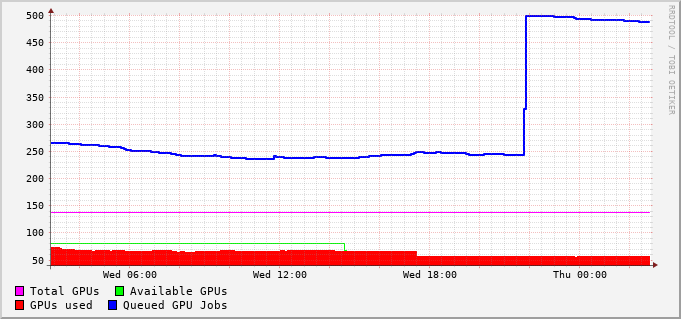 500
450
400
350
300
250
200
150
100
50
Wed 06:00 Wed 12:00 Wed 18:00 Thu 00:00
Total GPUs Available GPUs
GPUs used Queued GPU Jobs
RRDTOOL / TOBI OETIKER